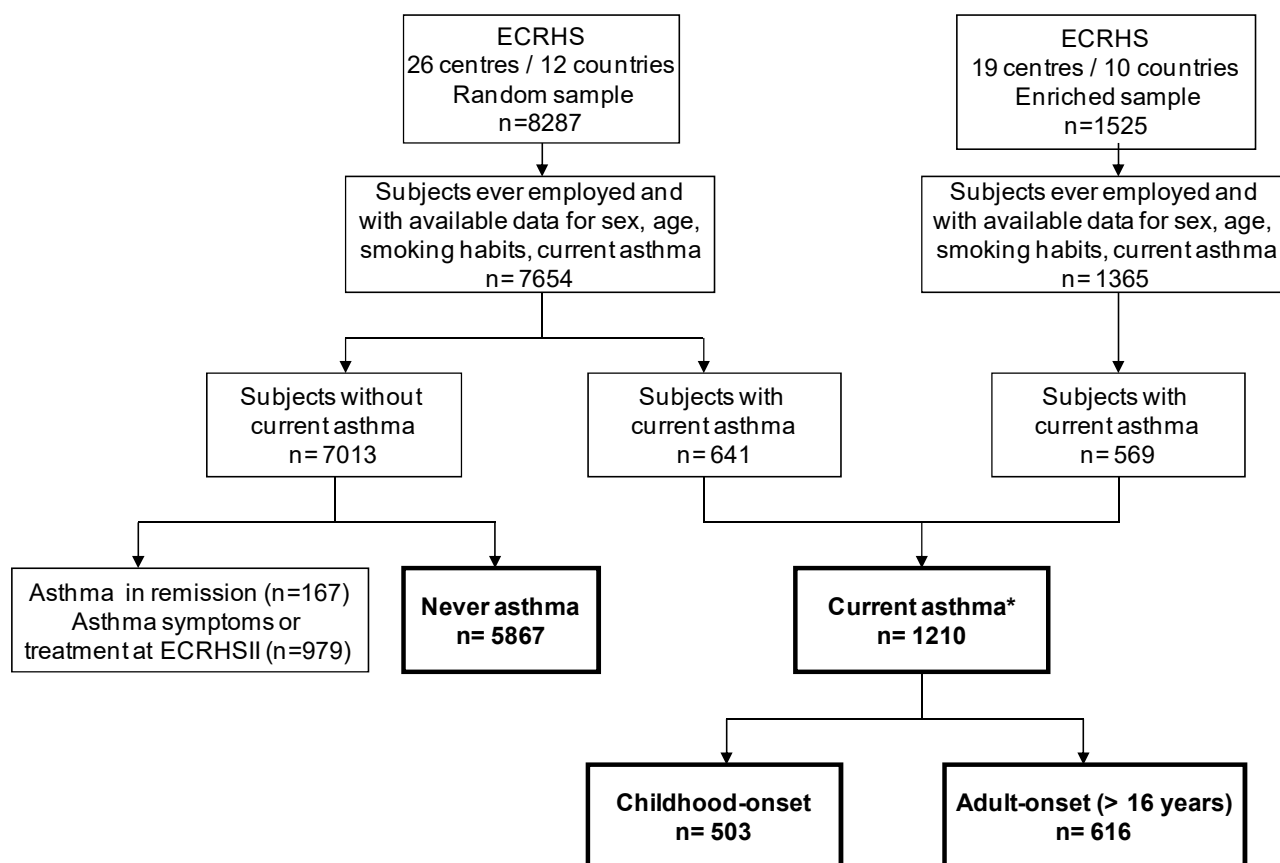 ECRHS
26 centres / 12 countries
Random sample
n=8287
ECRHS
19 centres / 10 countries
Enriched sample
n=1525
Subjects ever employed and
with available data for sex, age,
smoking habits, current asthma
n= 7654
Subjects ever employed and
with available data for sex, age,
smoking habits, current asthma
n= 1365
Subjects without
current asthma
n= 7013
Subjects with
current asthma
n= 641
Subjects with
current asthma
n= 569
Asthma in remission (n=167)
Asthma symptoms or
treatment at ECRHSII (n=979)
Never asthma
n= 5867
Current asthma*
n= 1210
Childhood-onset
n= 503
Adult-onset (> 16 years)
n= 616